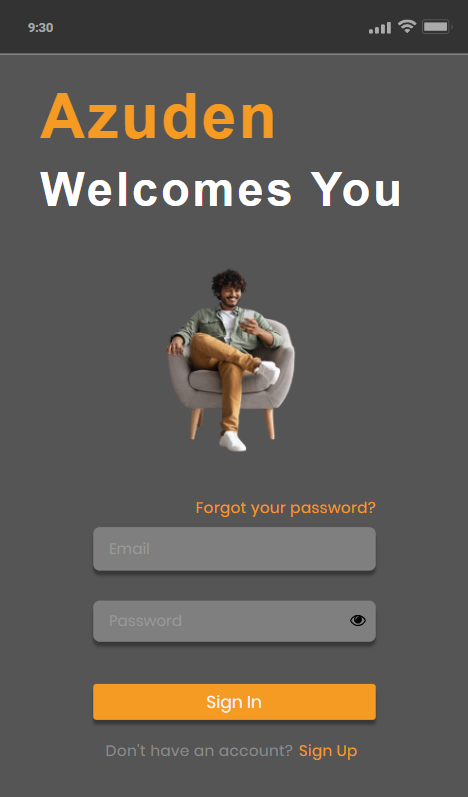 9:30
Azuden
Welcomes You
Forgot your password?
Email
Password
Sign In
Don't have an account? Sign Up